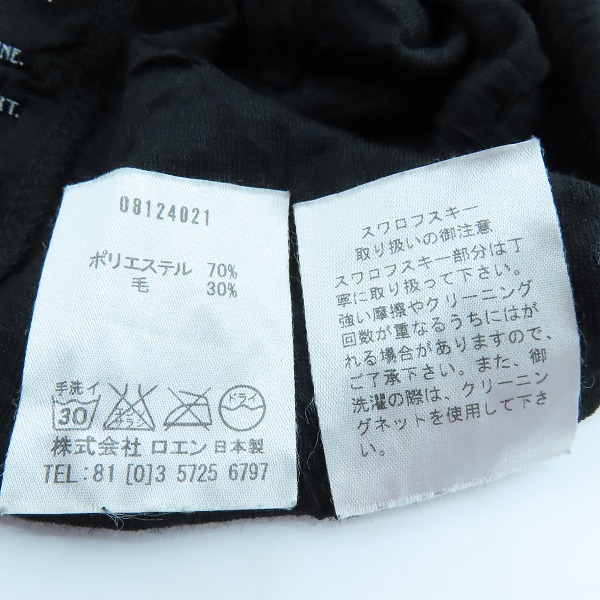 NE.
T.
08124021
ポリエステル 70%
毛 30%
手洗イ
30
エンソ
サラシ
ドライ
株式会社 ロエン 日本製
TEL:81 [0]3 5725 6797
スワロフスキー
取り扱いの御注意
スワロフスキー部分は丁
寧に取り扱って下さい。
強い摩擦やクリーニング
回数が重なるうちにはが
れる場合がありますので、
ご了承下さい。また、御
洗濯の際は、クリーニン
グネットを使用して下さ
い。